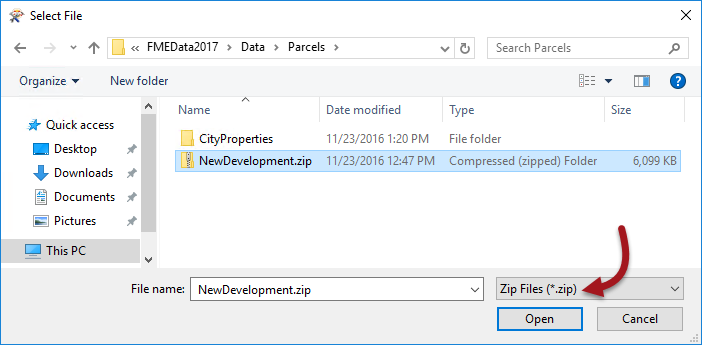 Select File
« FMEData2017 > Data > Parcels >
Search Parcels
Organize
New folder
?
Name Date modified Type Size
Quick access
Desktop
Downloads
Documents
Pictures
This PC
CityProperties 11/23/2016 1:20 PM File folder
NewDevelopment.zip 11/23/2016 12:47 PM Compressed (zipped) Folder 6,099 KB
File name: NewDevelopment.zip
Zip Files (*.zip)
Open
Cancel